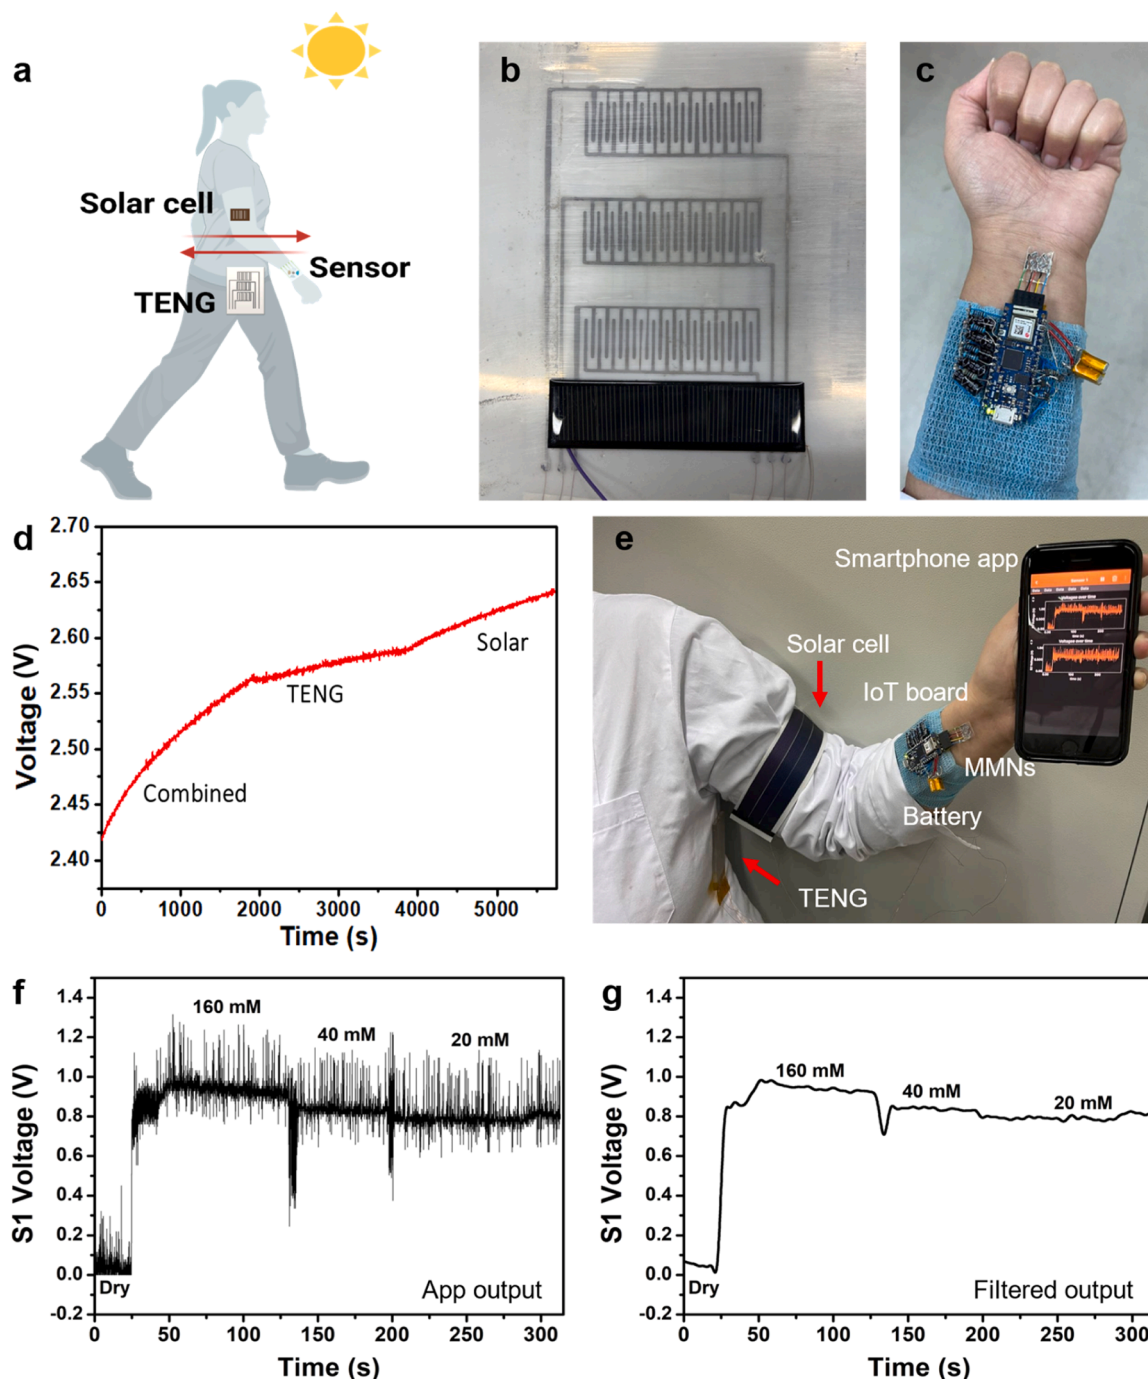 a
Solar cell
Sensor
TENG
b
c
d
2.70
2.65
2.60
2.55
2.50
2.45
2.40
Voltage (V)
Combined
TENG
Solar
0
1000
2000
3000
4000
5000
Time (s)
e
Smartphone app
Solar cell
IoT board
MMNs
Battery
TENG
f
1.4
1.2
1.0
0.8
0.6
0.4
0.2
0.0
-0.2
S1 Voltage (V)
160 mM
40 mM
20 mM
Dry
App output
0
50
100
150
200
250
300
Time (s)
g
1.4
1.2
1.0
0.8
0.6
0.4
0.2
0.0
-0.2
S1 Voltage (V)
160 mM
40 mM
20 mM
Dry
Filtered output
0
50
100
150
200
250
300
Time (s)